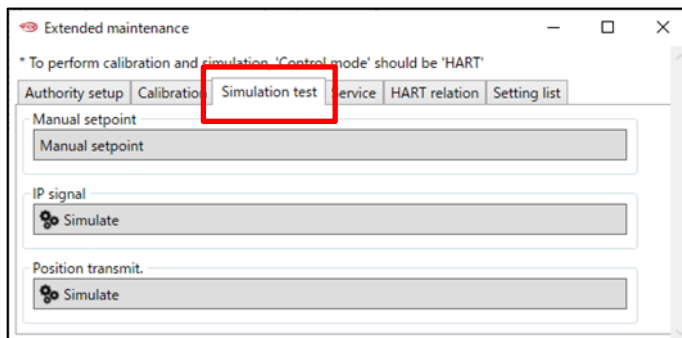 Extended maintenance
* To perform calibration and simulation, 'Control mode' should be 'HART'
Authority setup Calibration Simulation test Service HART relation Setting list
Manual setpoint
Manual setpoint
IP signal
Simulate
Position transmit.
Simulate